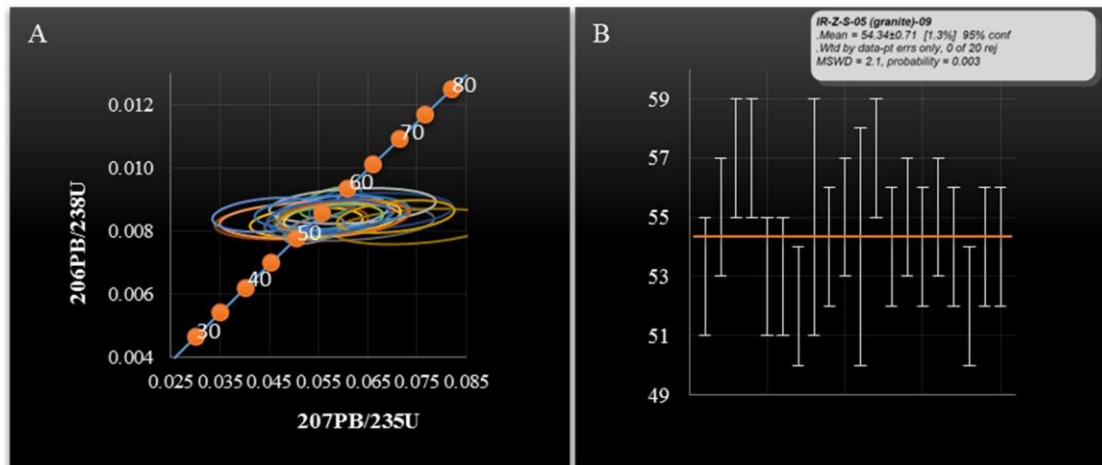 A
206PB/238U
0.012
0.010
0.008
0.006
0.004
80
70
60
50
40
30
0.025 0.035 0.045 0.055 0.065 0.075 0.085
207PB/235U
B
IR-Z-S-05 (granite)-09
.Mean = 54.34±0.71 [1.3%] 95% conf
.Wtd by data-pt errs only, 0 of 20 rej
MSWD = 2.1, probability = 0.003
59
57
55
53
51
49